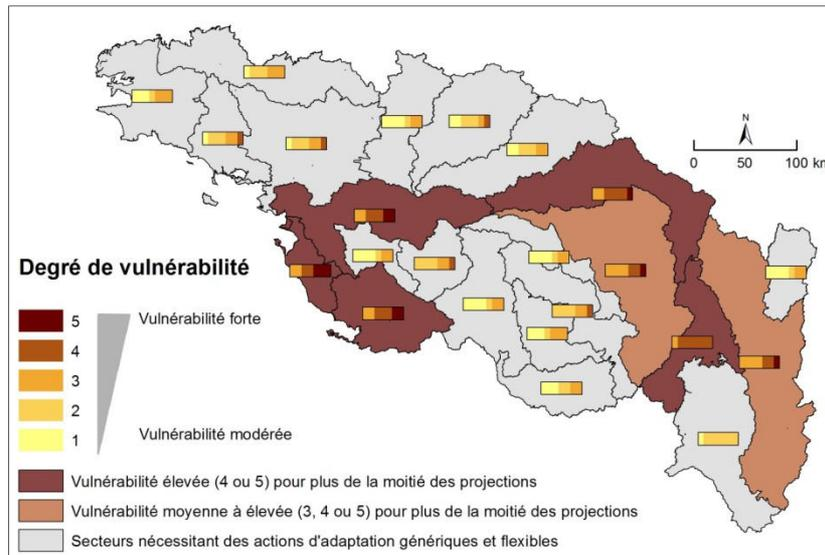 N
0 50 100 km
Degré de vulnérabilité
5
Vulnérabilité forte
4
3
2
1
Vulnérabilité modérée
Vulnérabilité élevée (4 ou 5) pour plus de la moitié des projections
Vulnérabilité moyenne à élevée (3, 4 ou 5) pour plus de la moitié des projections
Secteurs nécessitant des actions d'adaptation génériques et flexibles